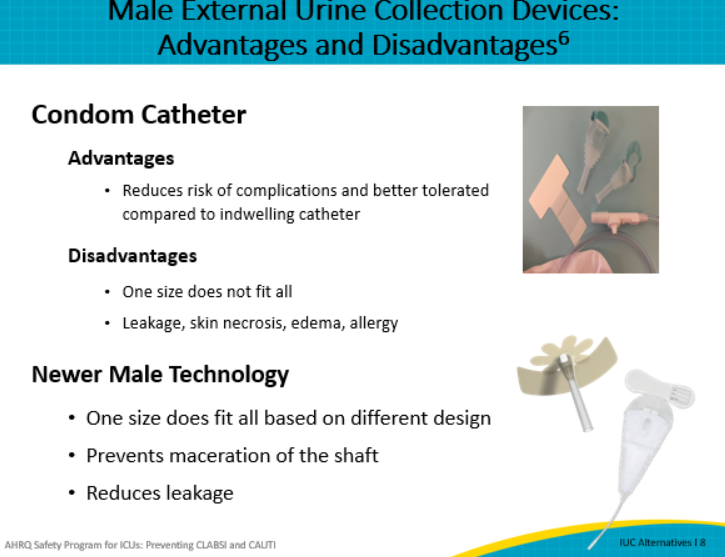 Male External Urine Collection Devices:
Advantages and Disadvantages⁶
Condom Catheter
Advantages
• Reduces risk of complications and better tolerated
compared to indwelling catheter
Disadvantages
• One size does not fit all
• Leakage, skin necrosis, edema, allergy
Newer Male Technology
• One size does fit all based on different design
• Prevents maceration of the shaft
• Reduces leakage
AHRQ Safety Program for ICUs: Preventing CLABSI and CAUTI
IUC Alternatives I 8